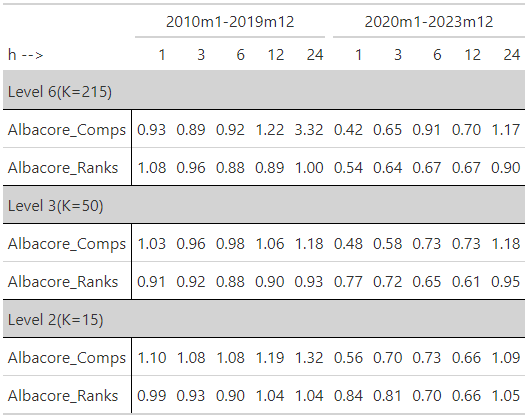 2010m1-2019m12 2020m1-2023m12
h --> 1 3 6 12 24 1 3 6 12 24
Level 6(K=215)
Albacore_Comps 0.93 0.89 0.92 1.22 3.32 0.42 0.65 0.91 0.70 1.17
Albacore_Ranks 1.08 0.96 0.88 0.89 1.00 0.54 0.64 0.67 0.67 0.90
Level 3(K=50)
Albacore_Comps 1.03 0.96 0.98 1.06 1.18 0.48 0.58 0.73 0.73 1.18
Albacore_Ranks 0.91 0.92 0.88 0.90 0.93 0.77 0.72 0.65 0.61 0.95
Level 2(K=15)
Albacore_Comps 1.10 1.08 1.08 1.19 1.32 0.56 0.70 0.73 0.66 1.09
Albacore_Ranks 0.99 0.93 0.90 1.04 1.04 0.84 0.81 0.70 0.66 1.05